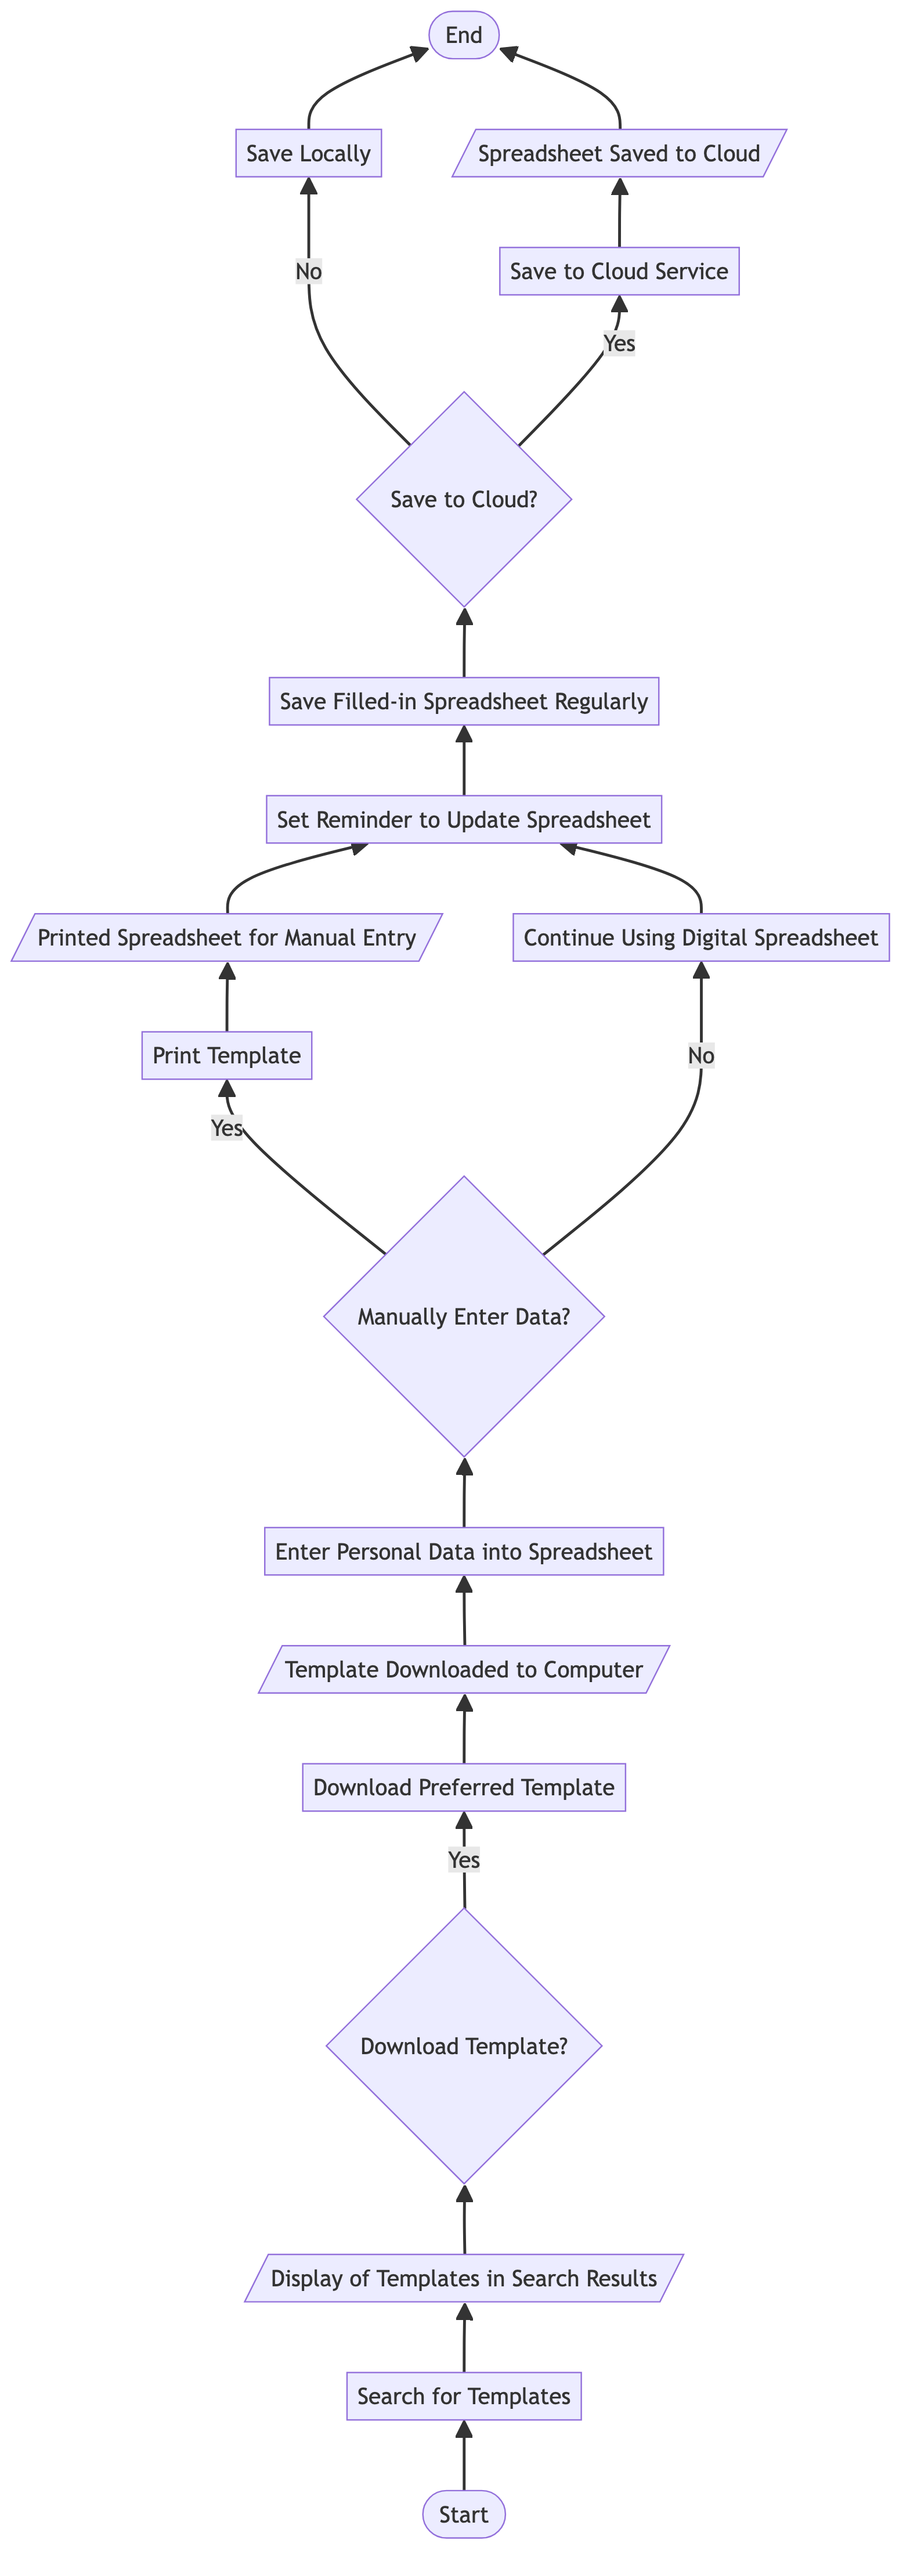 End
Save Locally
Spreadsheet Saved to Cloud
No
Save to Cloud Service
Yes
Save to Cloud?
Save Filled-in Spreadsheet Regularly
Set Reminder to Update Spreadsheet
Printed Spreadsheet for Manual Entry
Continue Using Digital Spreadsheet
Print Template
No
Yes
Manually Enter Data?
Enter Personal Data into Spreadsheet
Template Downloaded to Computer
Download Preferred Template
Yes
Download Template?
Display of Templates in Search Results
Search for Templates
Start